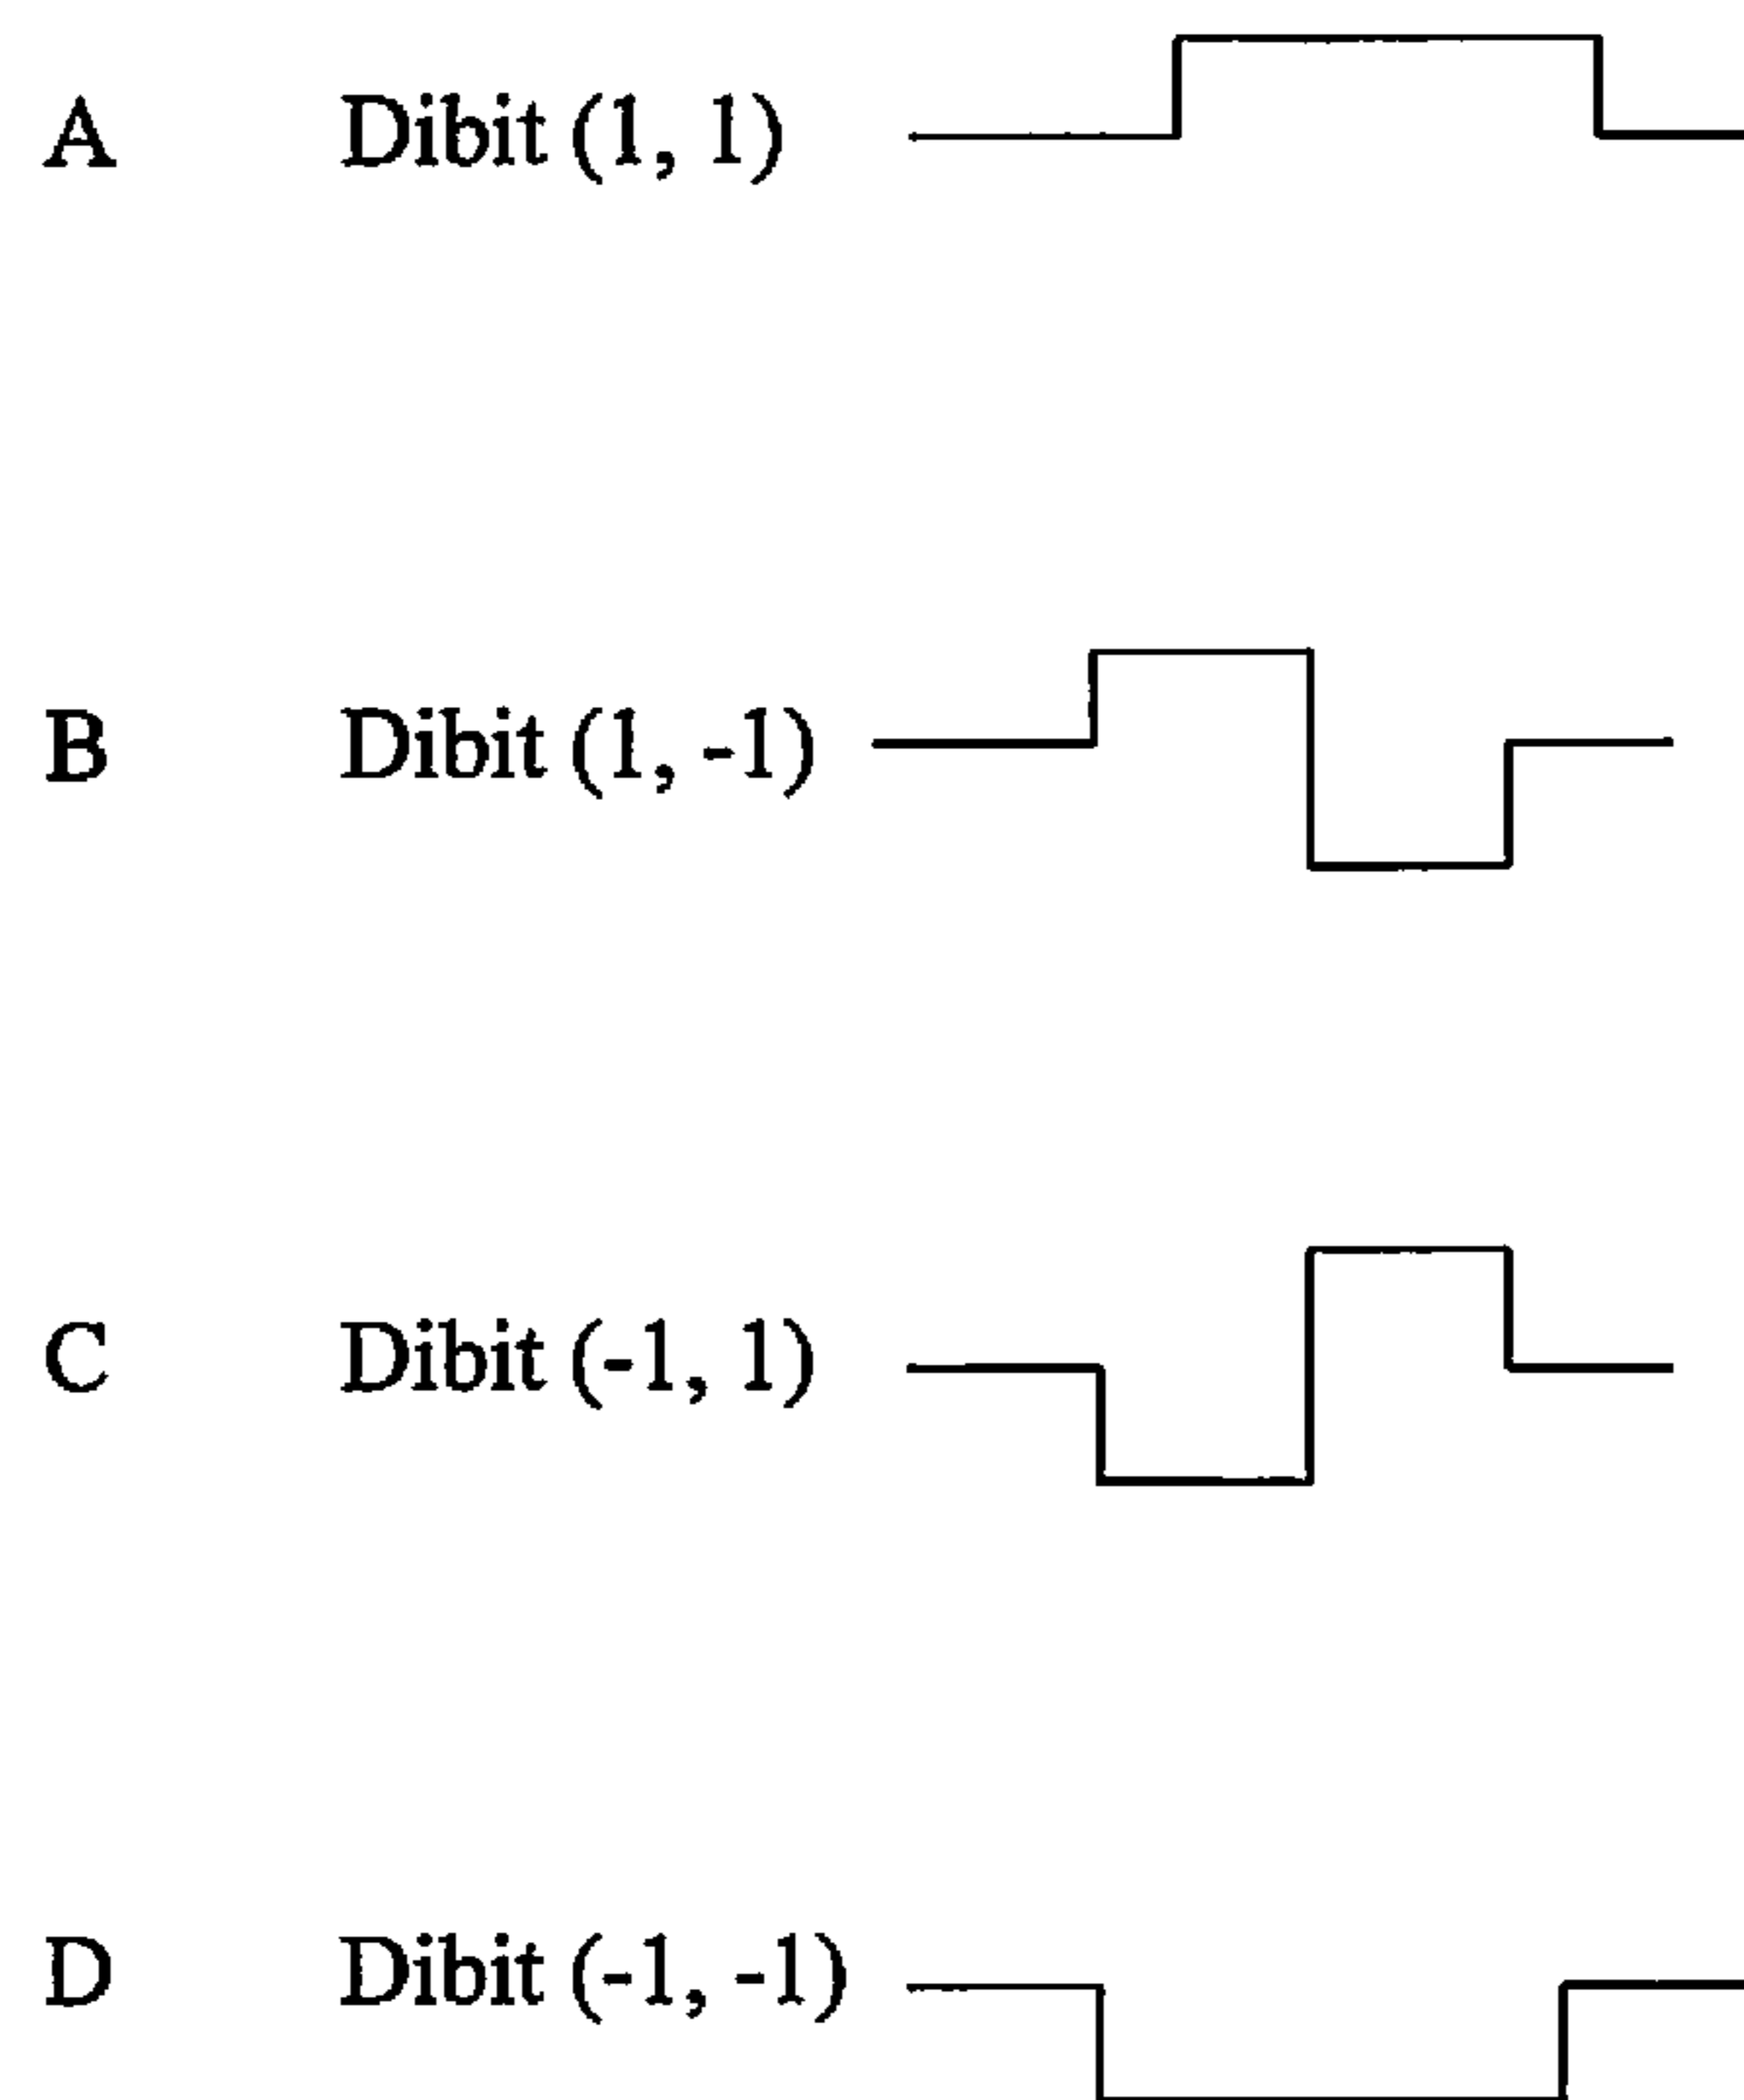 A Dibit (1, 1)
B Dibit (1, -1)
C Dibit (-1, 1)
D Dibit (-1, -1)